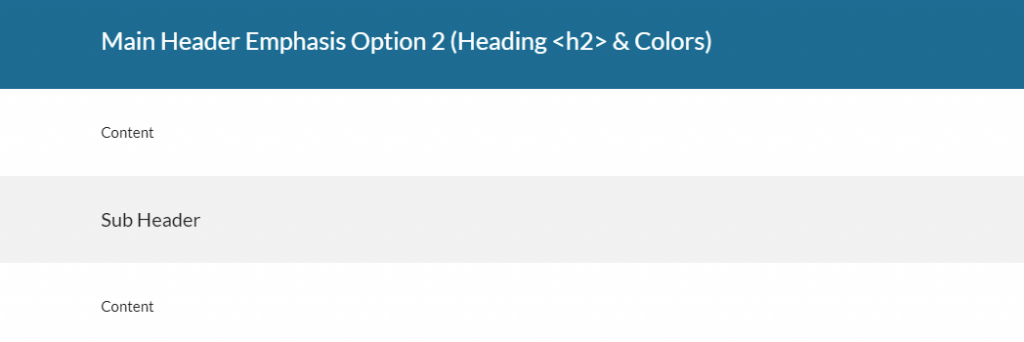 Main Header Emphasis Option 2 (Heading <h2> & Colors)
Content
Sub Header
Content